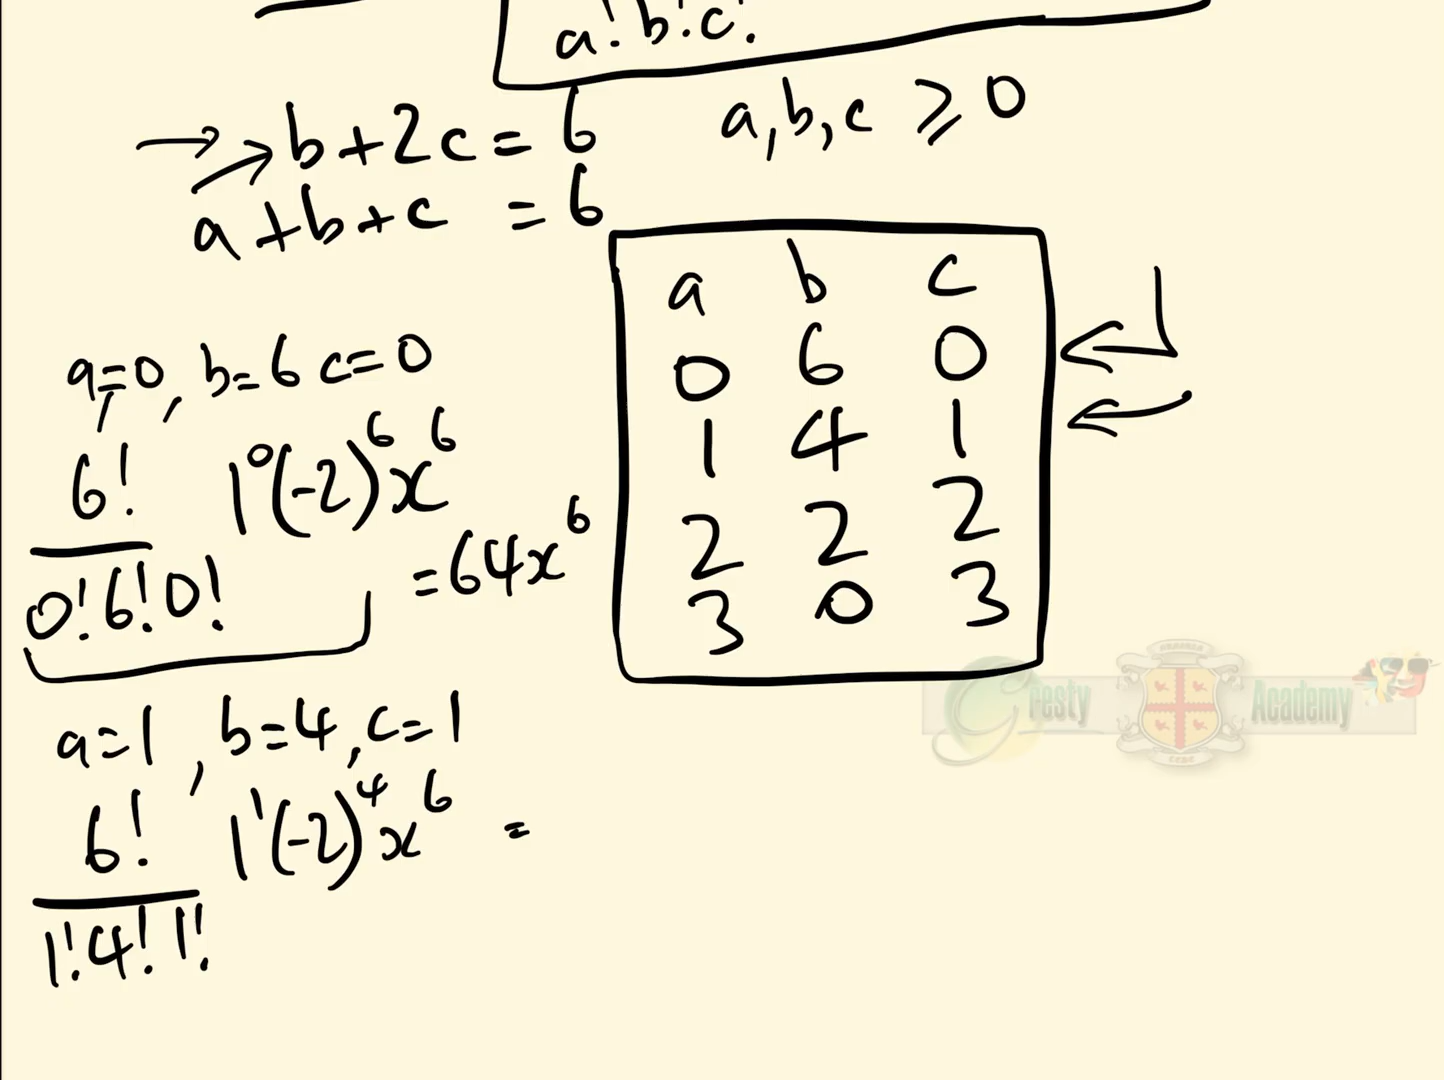 a!b!c!
→→ b+2c = 6 a,b,c ⩾ 0
a+b+c = 6
a b c
0 6 0
1 4 1
2 2 2
3 0 3
a=0, b=6 c=0
6!/(0!6!0!) 1⁰(-2)⁶x⁶
=64x⁶
a=1, b=4, c=1
6!/(1!4!1!) 1¹(-2)⁴x⁶ =
Cresty Academy